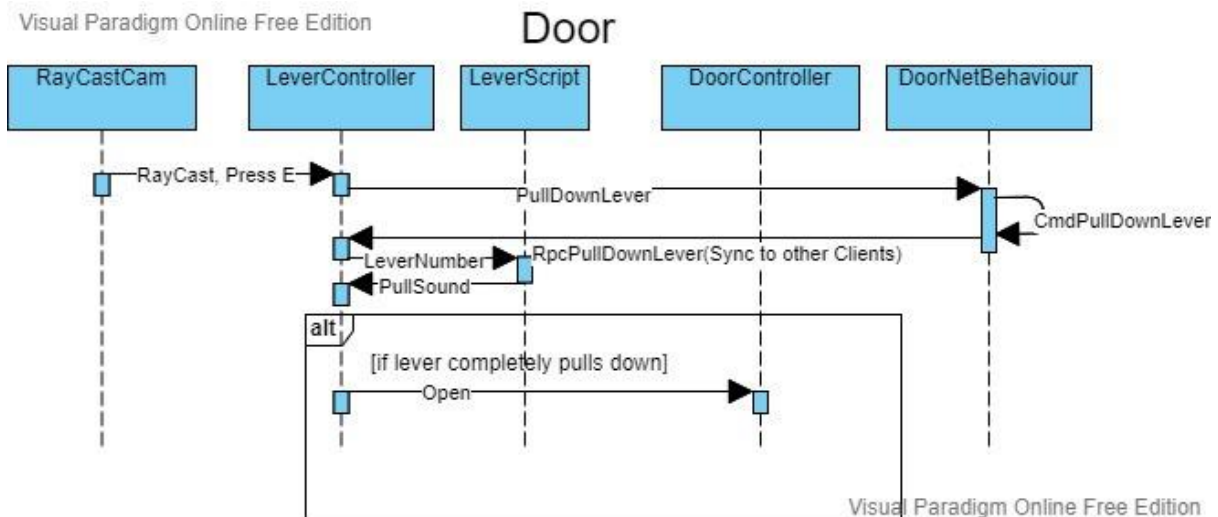 Visual Paradigm Online Free Edition
Door
RayCastCam
LeverController
LeverScript
DoorController
DoorNetBehaviour
RayCast, Press E
PullDownLever
CmdPullDownLever
RpcPullDownLever(Sync to other Clients)
LeverNumber
PullSound
alt
[if lever completely pulls down]
Open
Visual Paradigm Online Free Edition